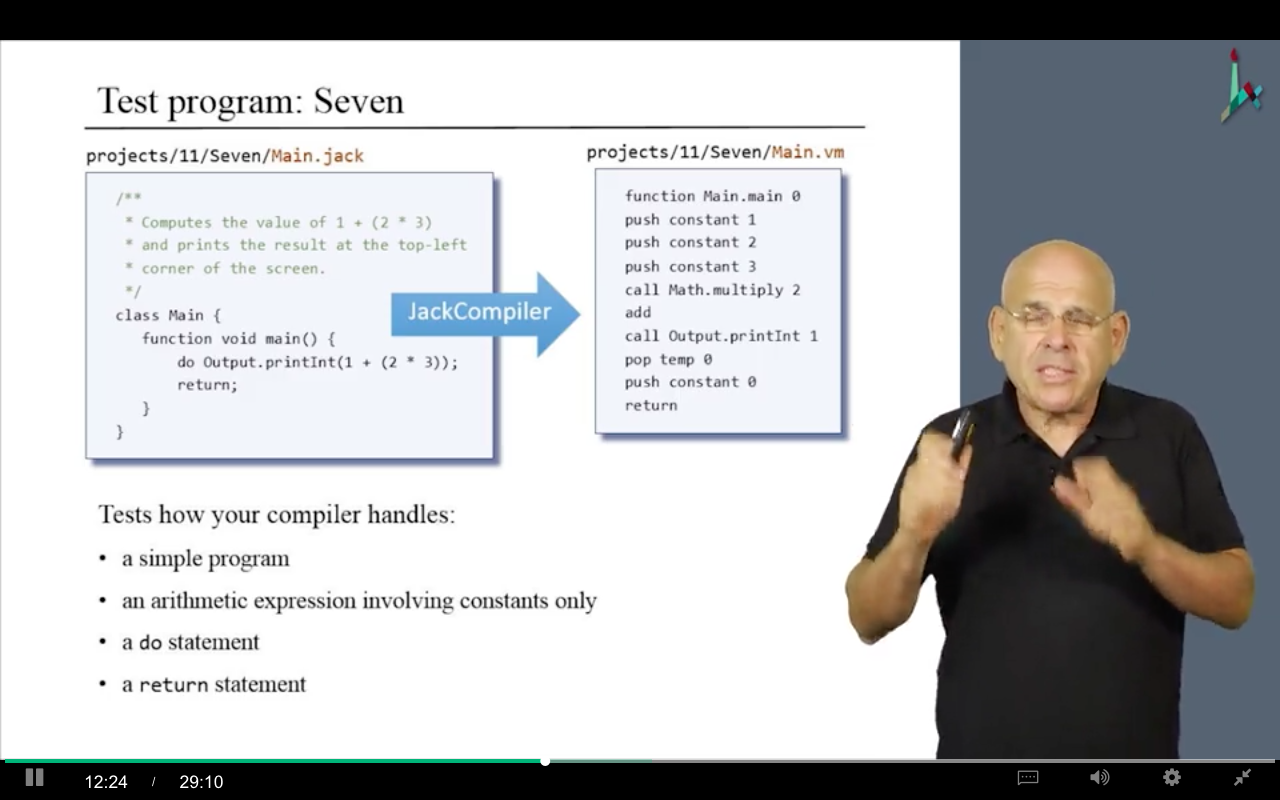 Test program: Seven
projects/11/Seven/Main.jack
/**
* Computes the value of 1 + (2 * 3)
* and prints the result at the top-left
* corner of the screen.
*/
class Main {
function void main() {
do Output.printInt(1 + (2 * 3));
return;
}
}
JackCompiler
projects/11/Seven/Main.vm
function Main.main 0
push constant 1
push constant 2
push constant 3
call Math.multiply 2
add
call Output.printInt 1
pop temp 0
push constant 0
return
Tests how your compiler handles:
• a simple program
• an arithmetic expression involving constants only
• a do statement
• a return statement
12:24 / 29:10